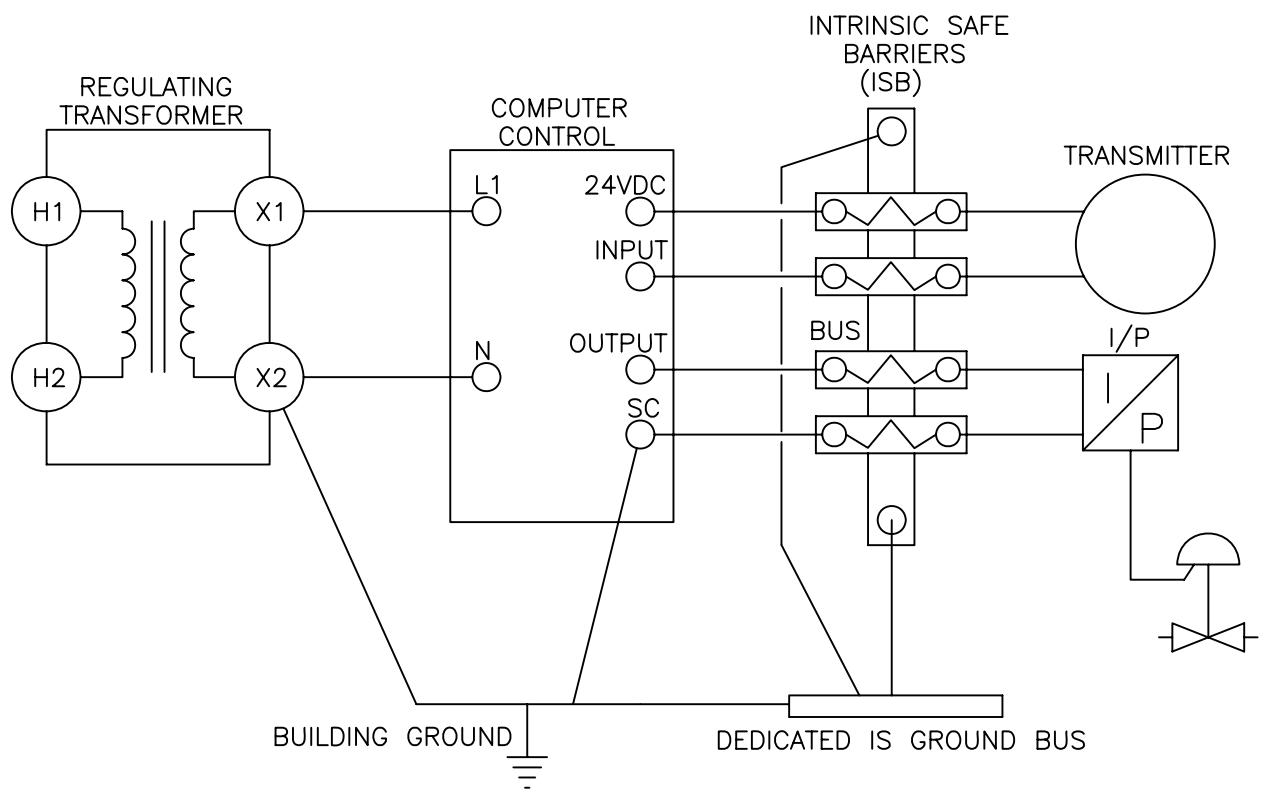 INTRINSIC SAFE
BARRIERS
(ISB)
REGULATING
TRANSFORMER
COMPUTER
CONTROL
TRANSMITTER
H1
X1
L1
24VDC
INPUT
OUTPUT
BUS
I/P
H2
X2
N
SC
I
P
BUILDING GROUND
DEDICATED IS GROUND BUS